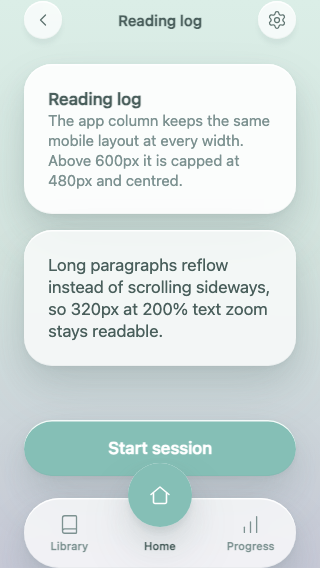 Reading log
Reading log
The app column keeps the same
mobile layout at every width.
Above 600px it is capped at
480px and centred.
Long paragraphs reflow
instead of scrolling sideways,
so 320px at 200% text zoom
stays readable.
Start session
Library
Home
Progress